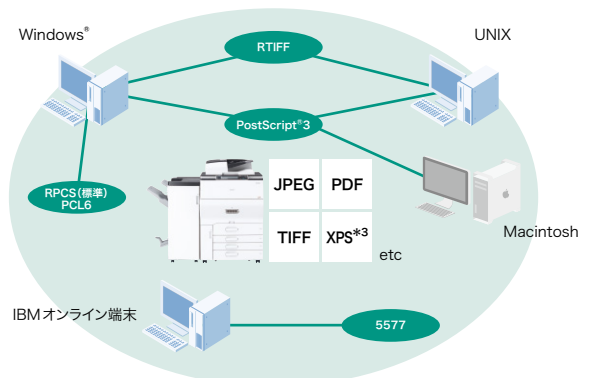 Windows®
UNIX
RTIFF
PostScript®3
RPCS(標準)
PCL6
JPEG PDF
TIFF XPS*3
etc
Macintosh
IBMオンライン端末
5577